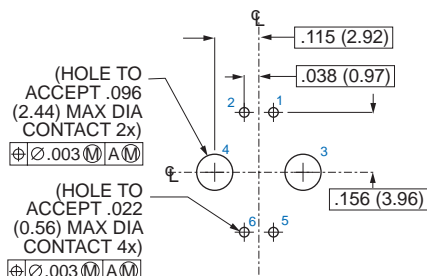 ℄
.115 (2.92)
.038 (0.97)
(HOLE TO
ACCEPT .096
(2.44) MAX DIA
CONTACT 2x)
⌖ ∅.003 Ⓜ A Ⓜ
2 1
4 3
℄
.156 (3.96)
(HOLE TO
ACCEPT .022
(0.56) MAX DIA
CONTACT 4x)
⌖ ∅.003 Ⓜ A Ⓜ
6 5